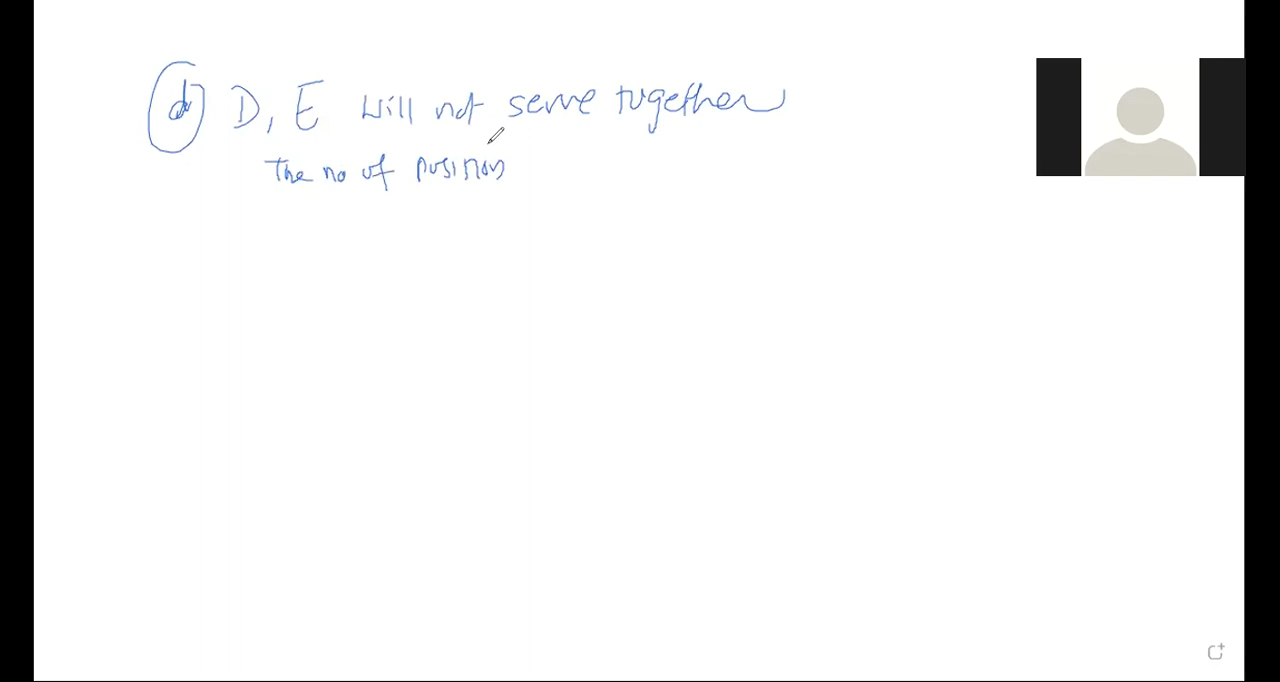 (d) D, E will not serve together
The no of positions